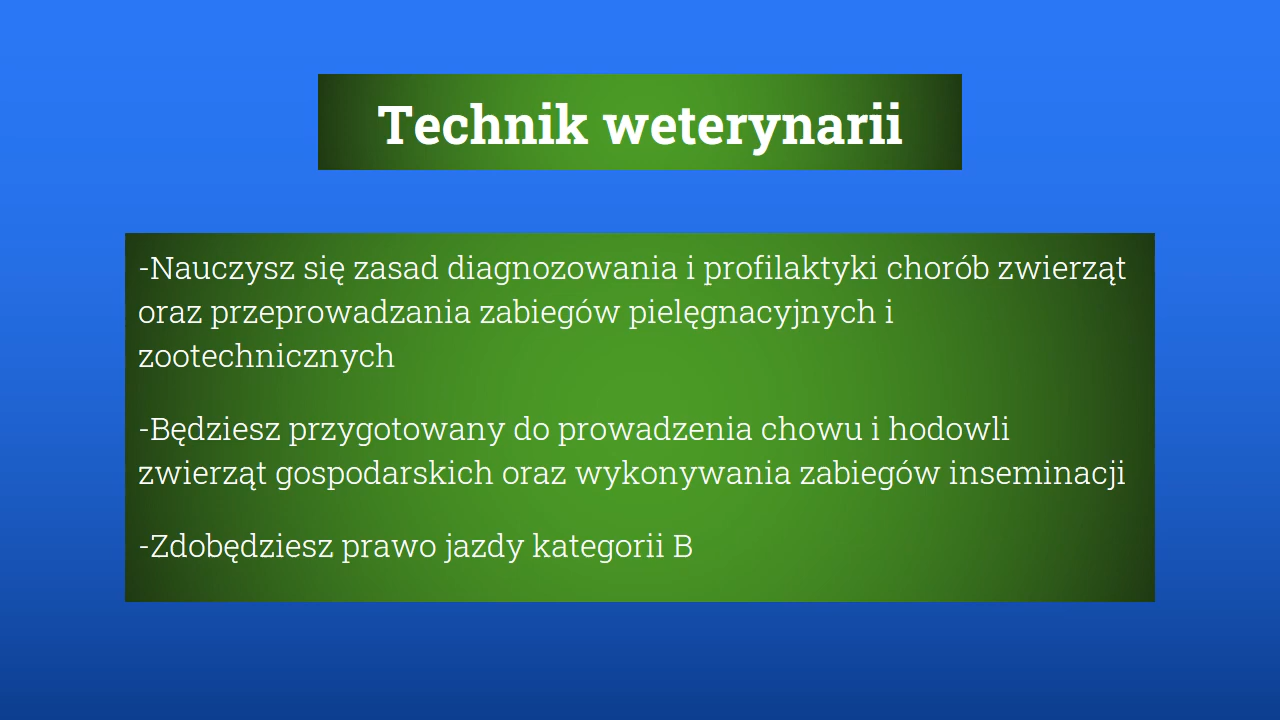 Technik weterynarii
-Nauczysz się zasad diagnozowania i profilaktyki chorób zwierząt
oraz przeprowadzania zabiegów pielęgnacyjnych i
zootechnicznych
-Będziesz przygotowany do prowadzenia chowu i hodowli
zwierząt gospodarskich oraz wykonywania zabiegów inseminacji
-Zdobędziesz prawo jazdy kategorii B